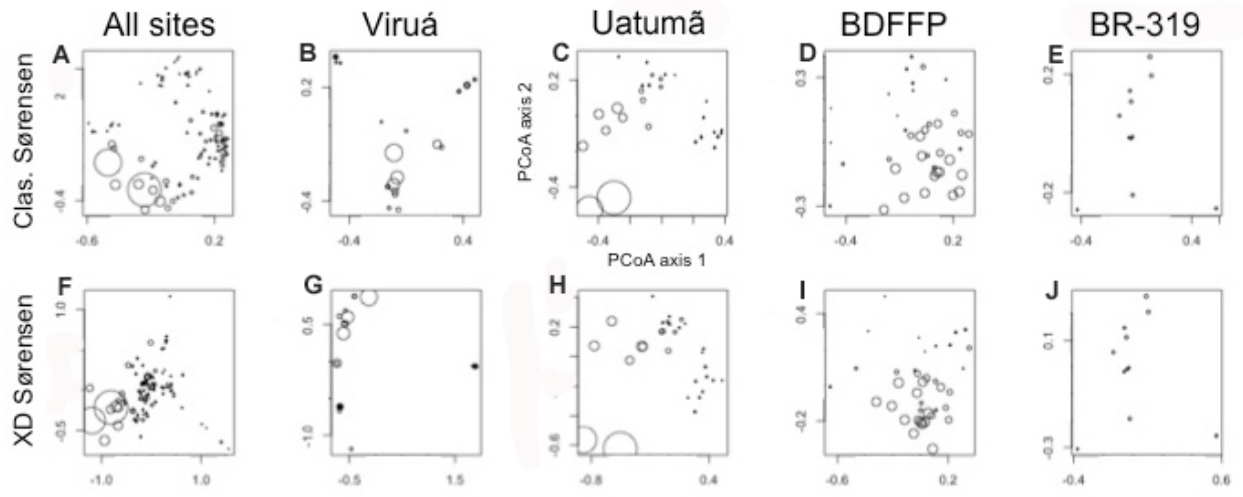 All sites Viruá Uatumã BDFFP BR-319
Clas. Sørensen
A
2
-0.4
-0.6 0.2
B
0.2
-0.4
-0.4 0.4
C
PCoA axis 2
0.2
-0.4
-0.4 0.4
PCoA axis 1
D
0.3
-0.3
-0.4 0.2
E
0.2
-0.2
-0.4 0.4
XD Sørensen
F
1.0
-0.5
-1.0 1.0
G
0.5
-1.0
-0.5 1.5
H
0.2
-0.6
-0.8 0.4
I
0.4
-0.2
-0.6 0.2
J
0.1
-0.3
-0.4 0.6